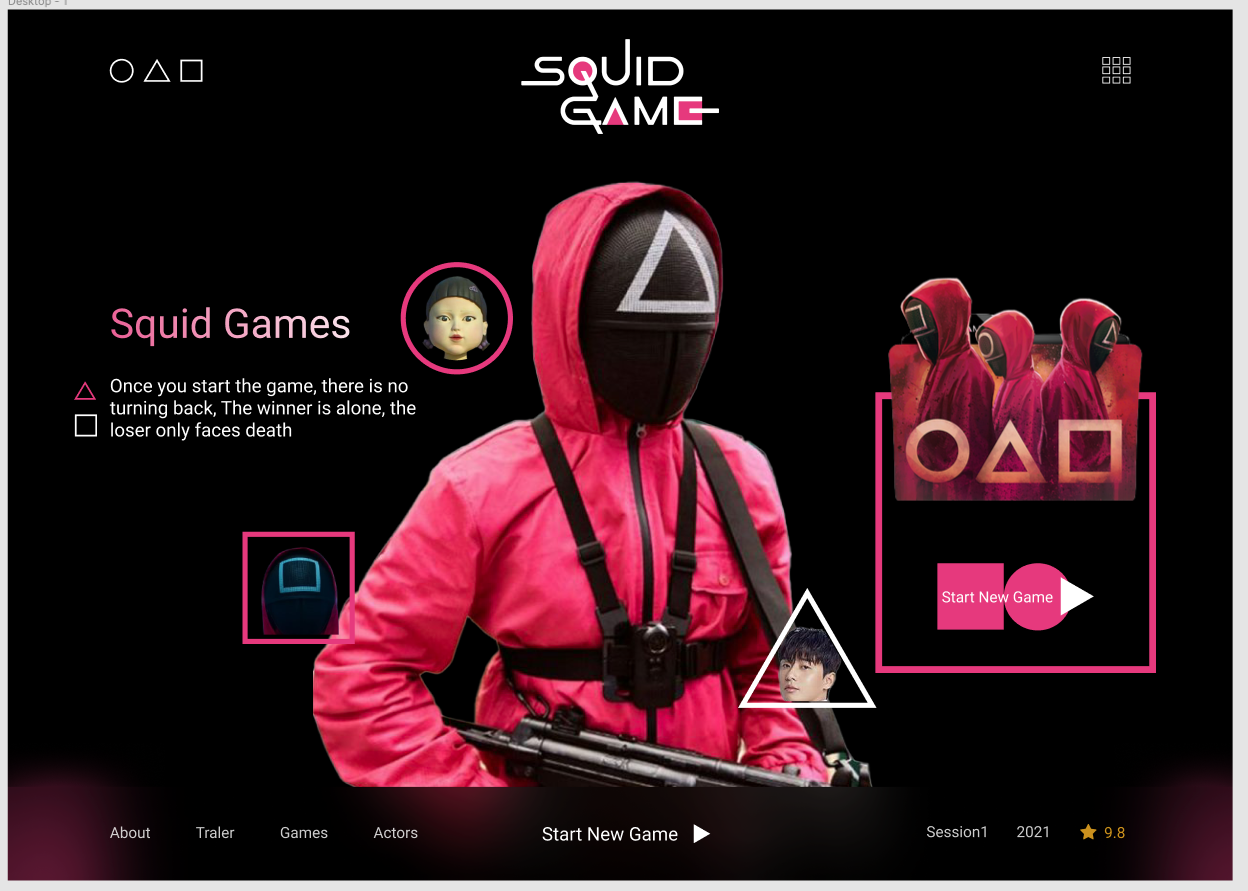 Desktop - 1
SQUID
GAME
Squid Games
Once you start the game, there is no
turning back, The winner is alone, the
loser only faces death
Start New Game
About
Traler
Games
Actors
Start New Game
Session1
2021
9.8